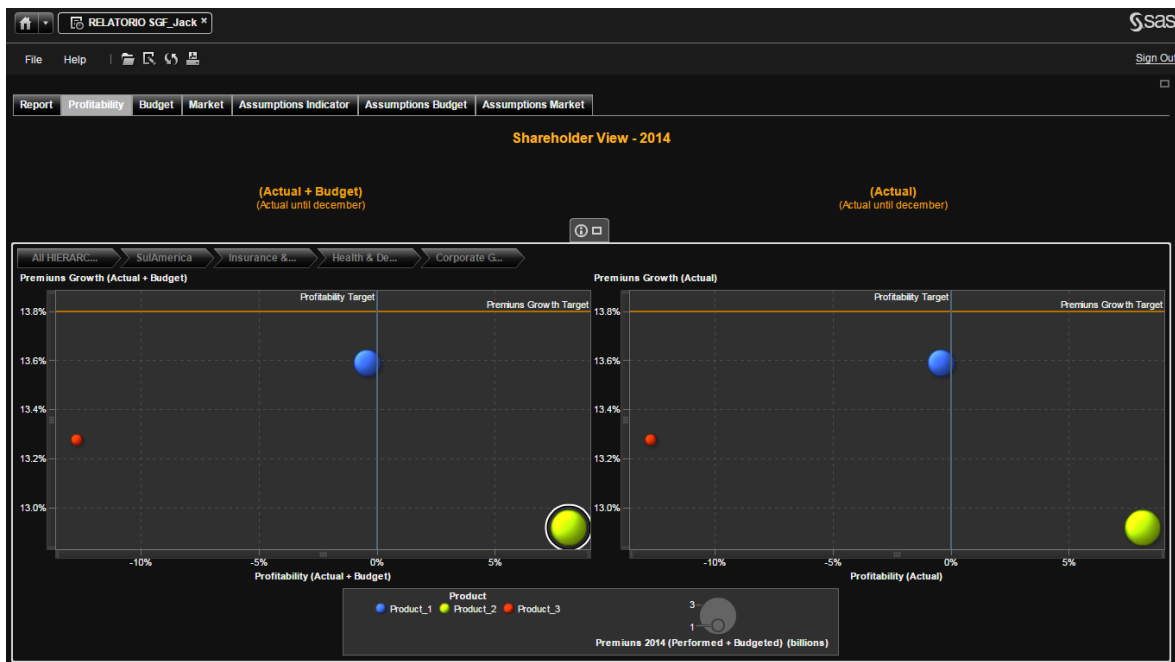 RELATORIO SGF_Jack ×
sas
File Help
Sign Out
Report Profitability Budget Market Assumptions Indicator Assumptions Budget Assumptions Market
Shareholder View - 2014
(Actual + Budget)
(Actual until december)
(Actual)
(Actual until december)
All HIERARC... SulAmerica Insurance &... Health & De... Corporate G...
Premiuns Growth (Actual + Budget)
Profitability Target
Premiuns Growth Target
13.8%
13.6%
13.4%
13.2%
13.0%
-10% -5% 0% 5%
Profitability (Actual + Budget)
Premiuns Growth (Actual)
Profitability Target
Premiuns Growth Target
13.8%
13.6%
13.4%
13.2%
13.0%
-10% -5% 0% 5%
Profitability (Actual)
Product
Product_1 Product_2 Product_3
3
1
Premiuns 2014 (Performed + Budgeted) (billions)